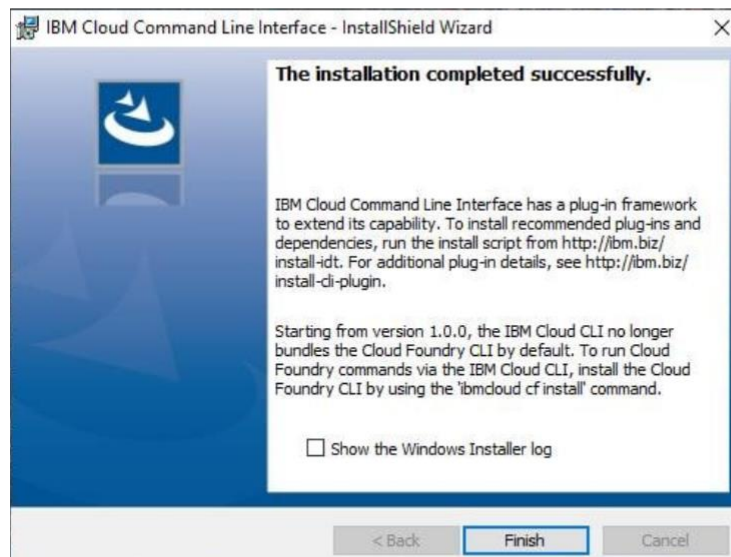 IBM Cloud Command Line Interface - InstallShield Wizard
The installation completed successfully.
IBM Cloud Command Line Interface has a plug-in framework
to extend its capability. To install recommended plug-ins and
dependencies, run the install script from http://ibm.biz/
install-idt. For additional plug-in details, see http://ibm.biz/
install-cli-plugin.
Starting from version 1.0.0, the IBM Cloud CLI no longer
bundles the Cloud Foundry CLI by default. To run Cloud
Foundry commands via the IBM Cloud CLI, install the Cloud
Foundry CLI by using the 'ibmcloud cf install' command.
Show the Windows Installer log
< Back Finish Cancel